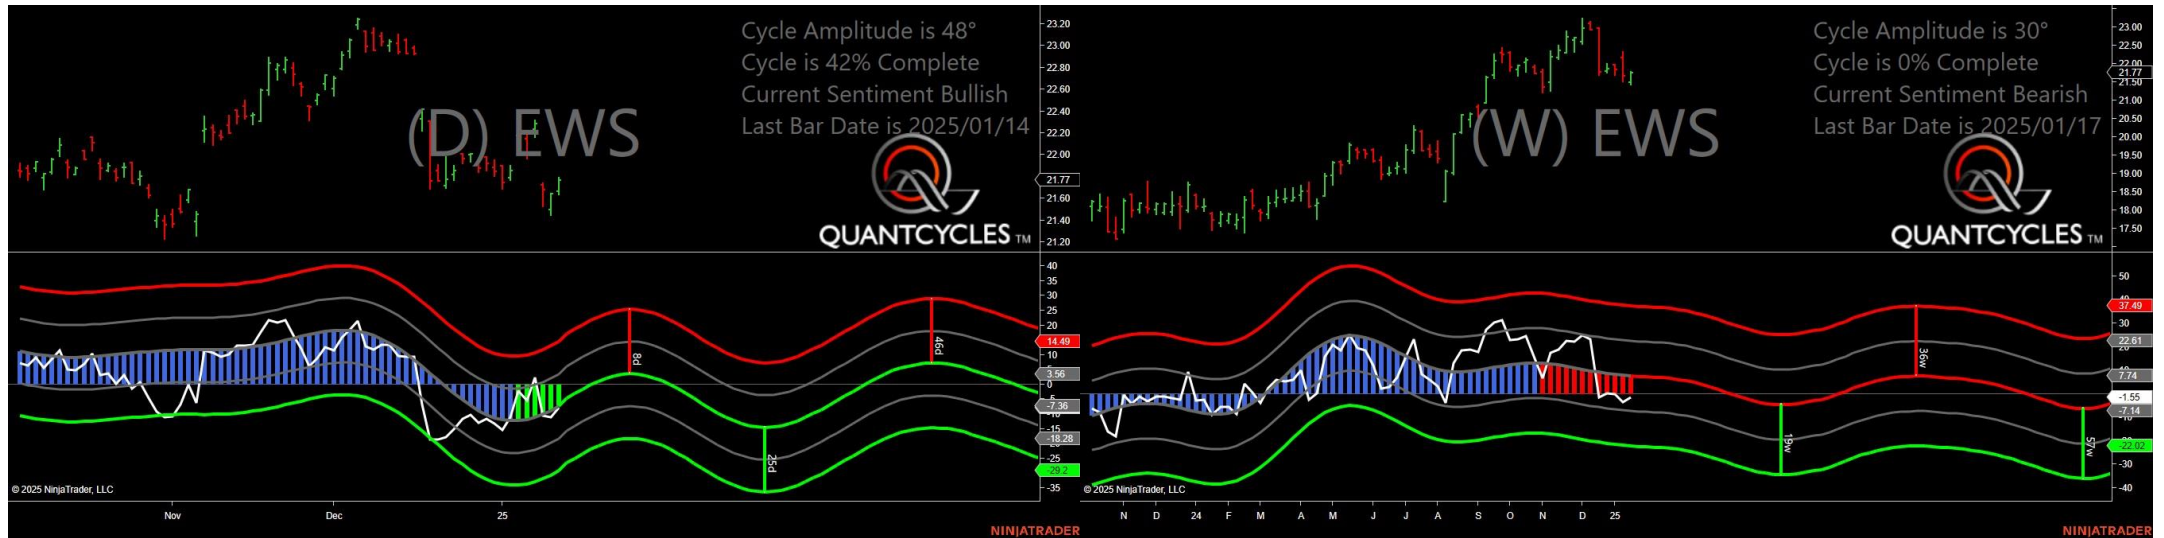 Cycle Amplitude is 48°
Cycle is 42% Complete
Current Sentiment Bullish
Last Bar Date is 2025/01/14
(D) EWS
QUANTCYCLES TM
23.20
23.00
22.80
22.60
22.40
22.20
22.00
21.77
21.60
21.40
21.20
40
35
30
25
20
14.49
10
3.56
0
-7.36
-15
-18.28
-25
-29.2
-35
8d
25d
46d
© 2025 NinjaTrader, LLC
Nov
Dec
25
NINJATRADER
Cycle Amplitude is 30°
Cycle is 0% Complete
Current Sentiment Bearish
Last Bar Date is 2025/01/17
(W) EWS
QUANTCYCLES TM
23.00
22.50
22.00
21.77
21.50
21.00
20.50
20.00
19.50
19.00
18.50
18.00
17.50
50
37.49
30
22.61
7.74
-1.55
-7.14
-22.02
-30
-40
19w
36w
57w
© 2025 NinjaTrader, LLC
N D 24 F M A M J J A S O N D 25
NINJATRADER